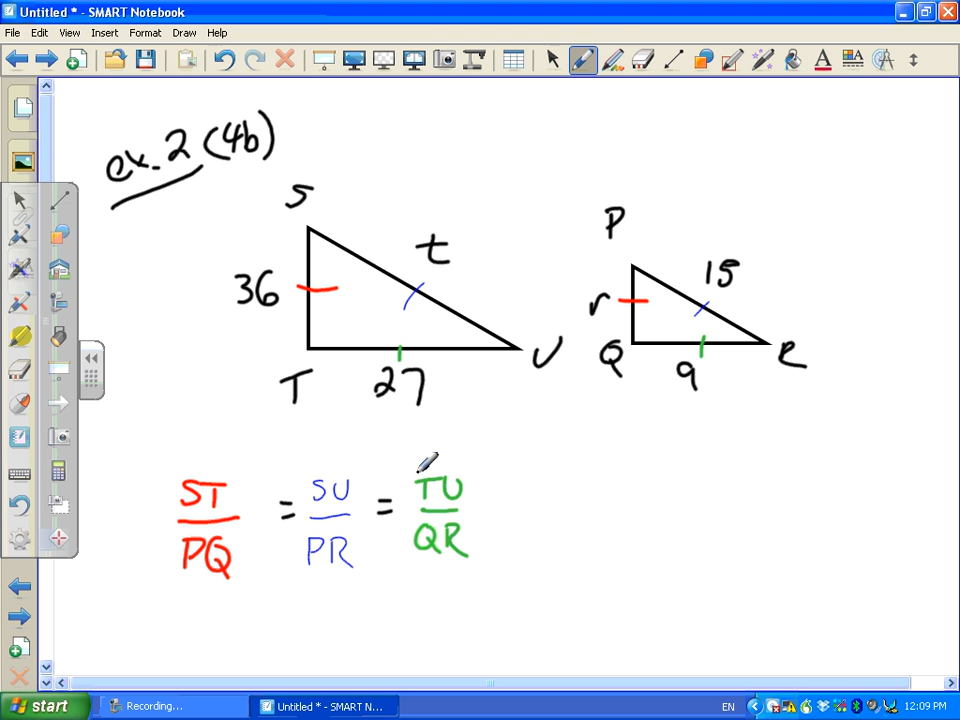 Untitled * - SMART Notebook
File Edit View Insert Format Draw Help
ex. 2 (4b)
S
P
t
15
36
r
U
Q
R
T
27
9
ST = SU = TU
PQ PR QR
start
Recording...
Untitled * - SMART N...
EN
12:09 PM